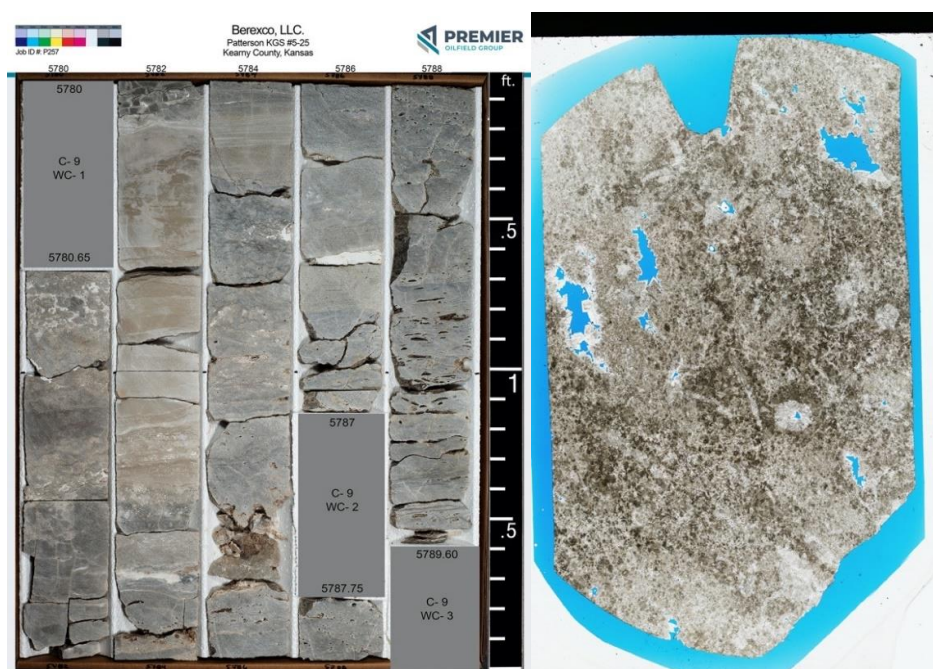 Job ID #: P257
Berexco, LLC.
Patterson KGS #5-25
Kearny County, Kansas
PREMIER
OILFIELD GROUP
5780
5782
5784
5786
5788
ft.
5780
C- 9
WC- 1
5780.65
.5
1
5787
C- 9
WC- 2
5787.75
.5
5789.60
C- 9
WC- 3